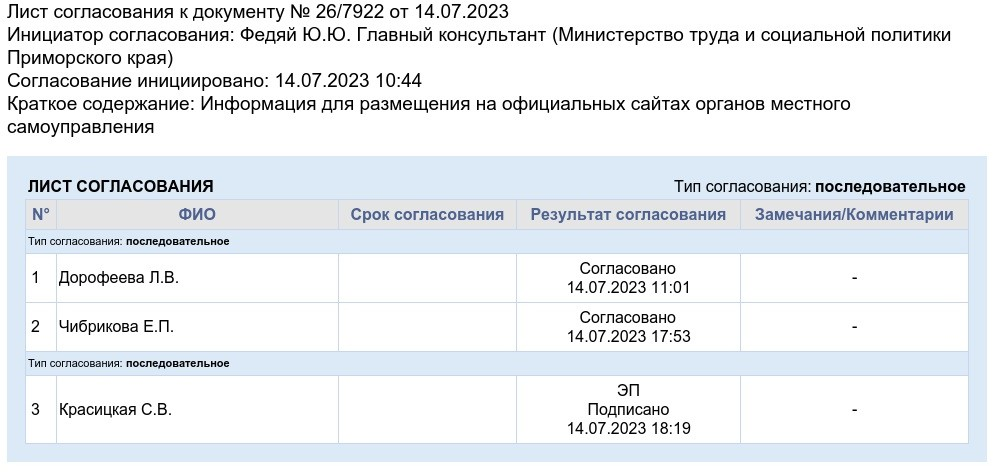 Лист согласования к документу № 26/7922 от 14.07.2023
Инициатор согласования: Федяй Ю.Ю. Главный консультант (Министерство труда и социальной политики
Приморского края)
Согласование инициировано: 14.07.2023 10:44
Краткое содержание: Информация для размещения на официальных сайтах органов местного
самоуправления
ЛИСТ СОГЛАСОВАНИЯ Тип согласования: последовательное
N° ФИО Срок согласования Результат согласования Замечания/Комментарии
Тип согласования: последовательное
1 Дорофеева Л.В. Согласовано
14.07.2023 11:01 -
2 Чибрикова Е.П. Согласовано
14.07.2023 17:53 -
Тип согласования: последовательное
3 Красицкая С.В. ЭП
Подписано
14.07.2023 18:19 -